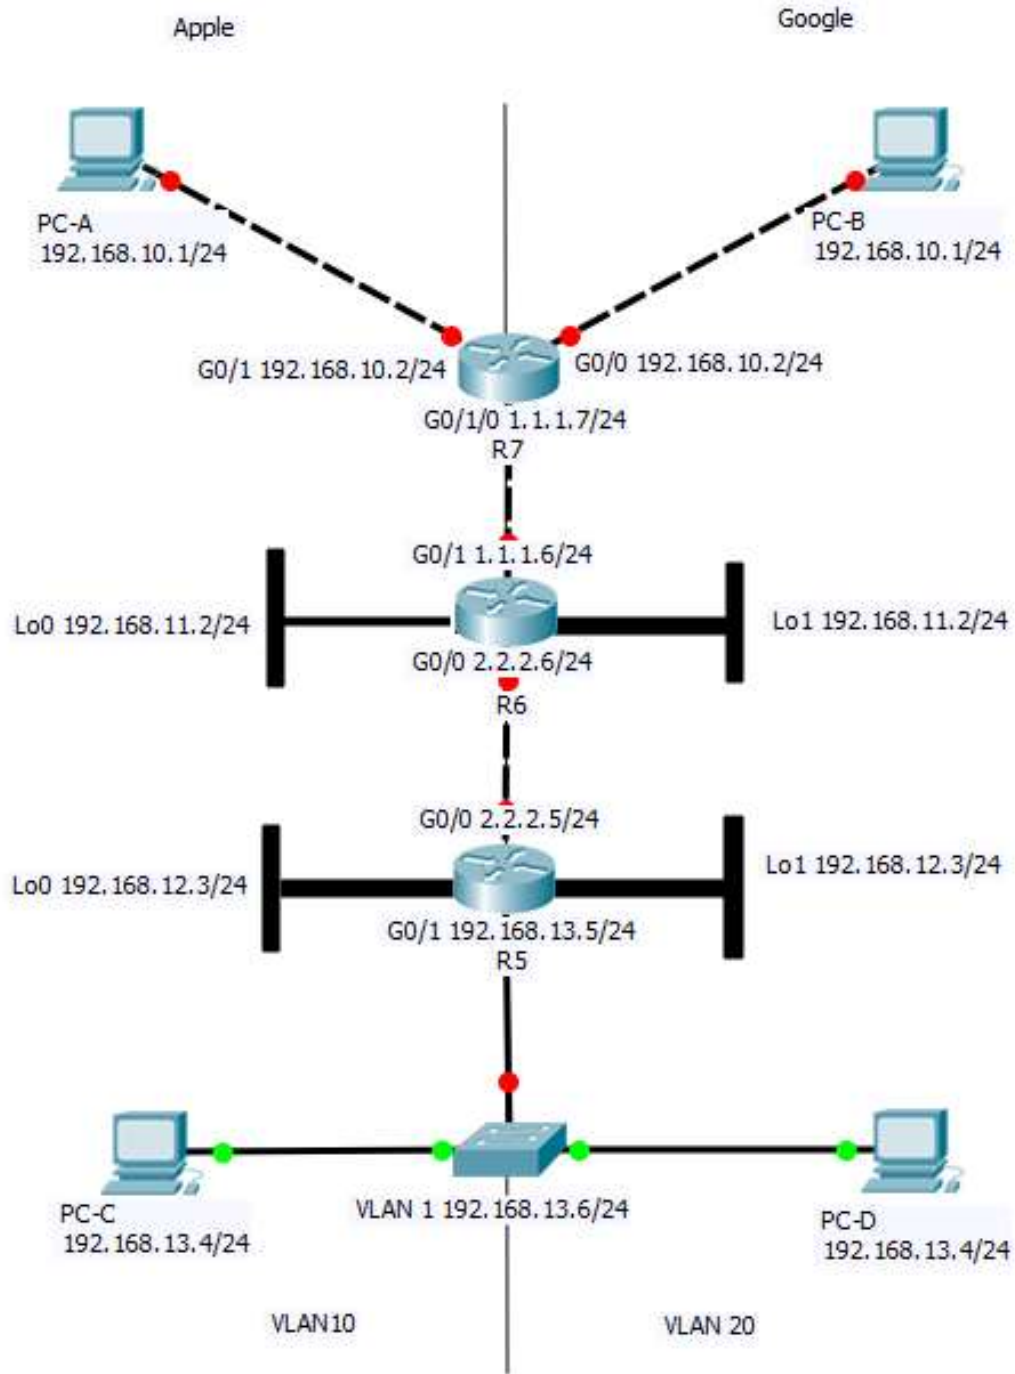 Apple
Google
PC-A
192.168.10.1/24
PC-B
192.168.10.1/24
G0/1 192.168.10.2/24
G0/0 192.168.10.2/24
G0/1/0 1.1.1.7/24
R7
G0/1 1.1.1.6/24
Lo0 192.168.11.2/24
Lo1 192.168.11.2/24
G0/0 2.2.2.6/24
R6
G0/0 2.2.2.5/24
Lo0 192.168.12.3/24
Lo1 192.168.12.3/24
G0/1 192.168.13.5/24
R5
PC-C
192.168.13.4/24
VLAN 1 192.168.13.6/24
PC-D
192.168.13.4/24
VLAN10
VLAN 20